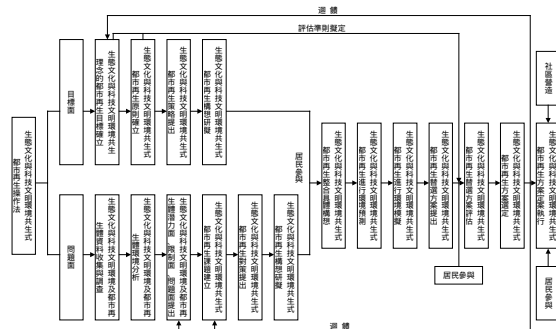 迴 饋
評估準則擬定
生態文化與科技文明環境共生式
都市再生操作法
目標面
生態文化與科技文明環境共生
理念的都市再生目標確立
生態文化與科技文明環境共生式
都市再生原則確立
生態文化與科技文明環境共生式
都市再生策略提出
生態文化與科技文明環境共生式
都市再生構想研擬
問題面
生態文化與科技文明環境及都市再
生體資料收集與調查
生態文化與科技文明環境及都市再
生體環境分析
生態文化與科技文明環境及都市再
生體潛力面、限制面、問題面提出
生態文化與科技文明環境共生式
都市再生課題建立
生態文化與科技文明環境共生式
都市再生對策提出
生態文化與科技文明環境共生式
都市再生構想研擬
居民參與
生態文化與科技文明環境共生式
都市再生整合具體構想
生態文化與科技文明環境共生式
都市再生進行環境預測
生態文化與科技文明環境共生式
都市再生進行環境模擬
生態文化與科技文明環境共生式
都市再生替選方案提出
生態文化與科技文明環境共生式
都市再生替選方案評估
生態文化與科技文明環境共生式
都市再生方案選定
社區營造
生態文化與科技文明環境共生式
都市再生方案定案執行
居民參與
居民參與
迴 饋